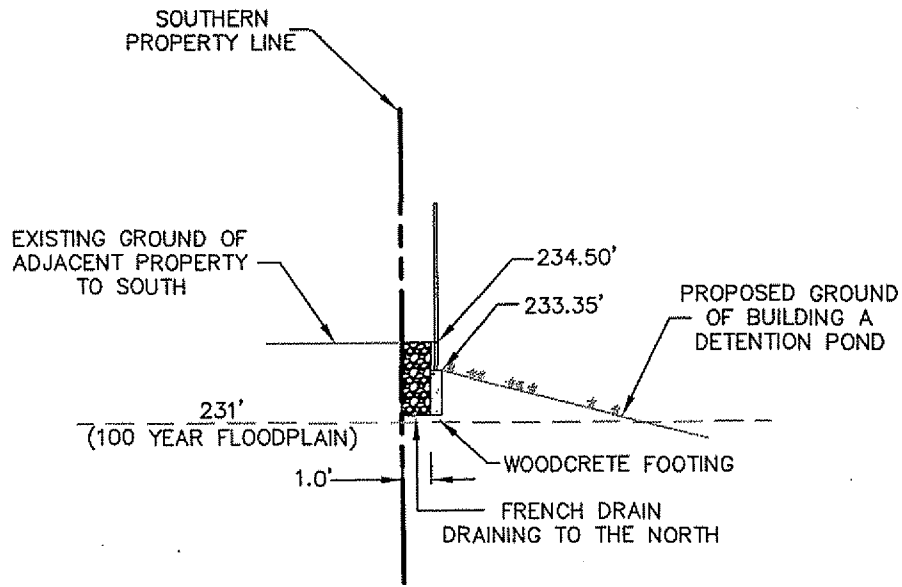 SOUTHERN
PROPERTY LINE
EXISTING GROUND OF
ADJACENT PROPERTY
TO SOUTH
234.50'
233.35'
PROPOSED GROUND
OF BUILDING A
DETENTION POND
231'
(100 YEAR FLOODPLAIN)
1.0'
WOODCRETE FOOTING
FRENCH DRAIN
DRAINING TO THE NORTH